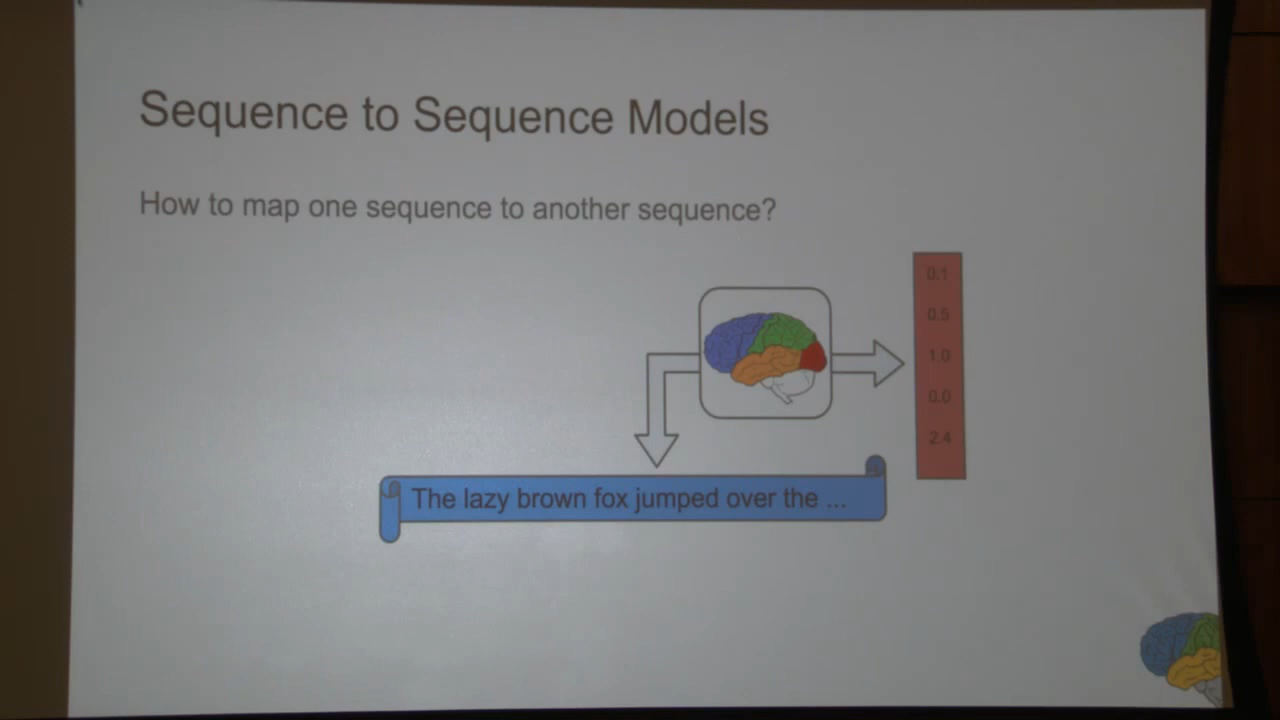 Sequence to Sequence Models
How to map one sequence to another sequence?
0.1
0.5
1.0
0.0
2.4
The lazy brown fox jumped over the ...